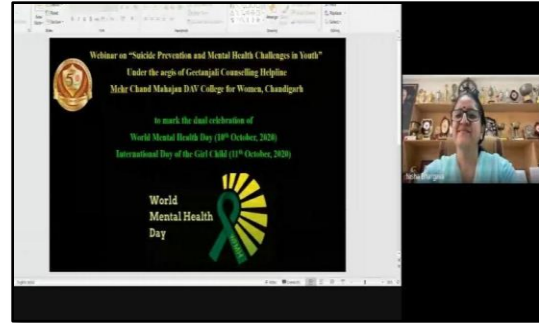 Webinar on "Suicide Prevention and Mental Health Challenges in Youth"
Under the aegis of Geetanjali Counselling Helpline
Mehr Chand Mahajan DAV College for Women, Chandigarh
to mark the dual celebration of
World Mental Health Day (10th October, 2020)
International Day of the Girl Child (11th October, 2020)
World
Mental Health
Day